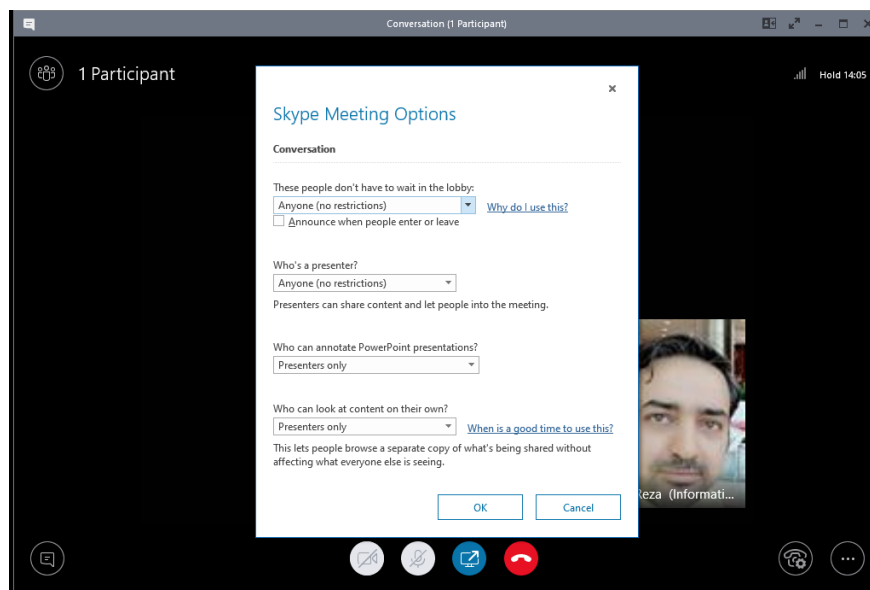 Conversation (1 Participant)
1 Participant
Hold 14:05
Skype Meeting Options
Conversation
These people don't have to wait in the lobby:
Anyone (no restrictions)
Why do I use this?
Announce when people enter or leave
Who's a presenter?
Anyone (no restrictions)
Presenters can share content and let people into the meeting.
Who can annotate PowerPoint presentations?
Presenters only
Who can look at content on their own?
Presenters only
When is a good time to use this?
This lets people browse a separate copy of what's being shared without
affecting what everyone else is seeing.
(Informati...
OK
Cancel